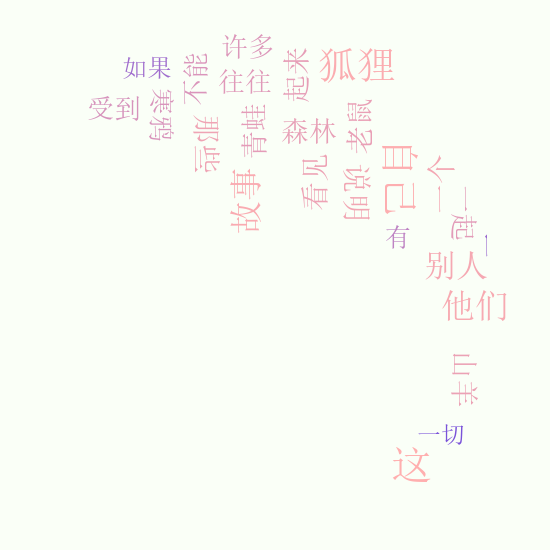 许多
狐狸
如果
不能
往往
起来
受到
寒鸦
那些
青蛙
森林
老鼠
自己
一个
故事
看见
说明
一起
有
一
别人
他们
山羊
一切
这